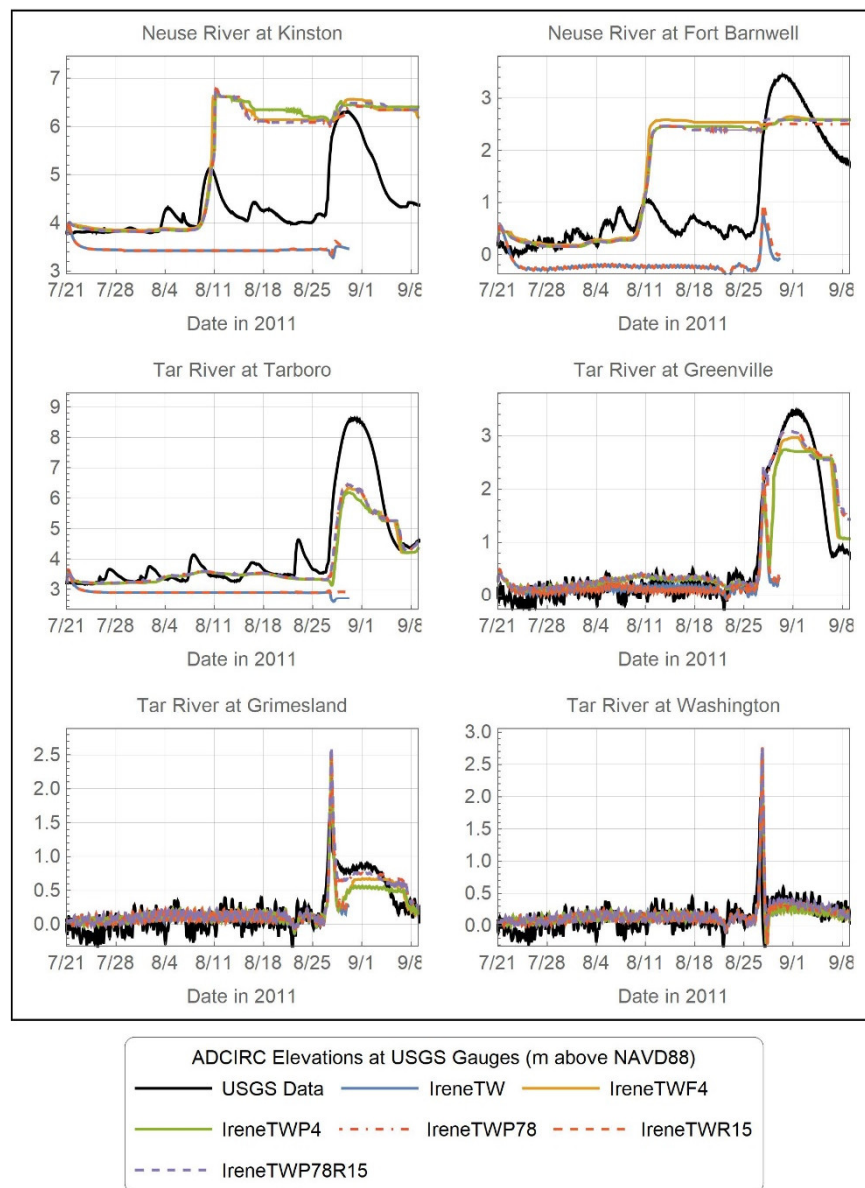 Neuse River at Kinston
7
6
5
4
3
7/21 7/28 8/4 8/11 8/18 8/25 9/1 9/8
Date in 2011
Neuse River at Fort Barnwell
3
2
1
0
7/21 7/28 8/4 8/11 8/18 8/25 9/1 9/8
Date in 2011
Tar River at Tarboro
9
8
7
6
5
4
3
7/21 7/28 8/4 8/11 8/18 8/25 9/1 9/8
Date in 2011
Tar River at Greenville
3
2
1
0
7/21 7/28 8/4 8/11 8/18 8/25 9/1 9/8
Date in 2011
Tar River at Grimesland
2.5
2.0
1.5
1.0
0.5
0.0
7/21 7/28 8/4 8/11 8/18 8/25 9/1 9/8
Date in 2011
Tar River at Washington
3.0
2.5
2.0
1.5
1.0
0.5
0.0
7/21 7/28 8/4 8/11 8/18 8/25 9/1 9/8
Date in 2011
ADCIRC Elevations at USGS Gauges (m above NAVD88)
USGS Data IreneTW IreneTWF4
IreneTWP4 IreneTWP78 IreneTWR15
IreneTWP78R15